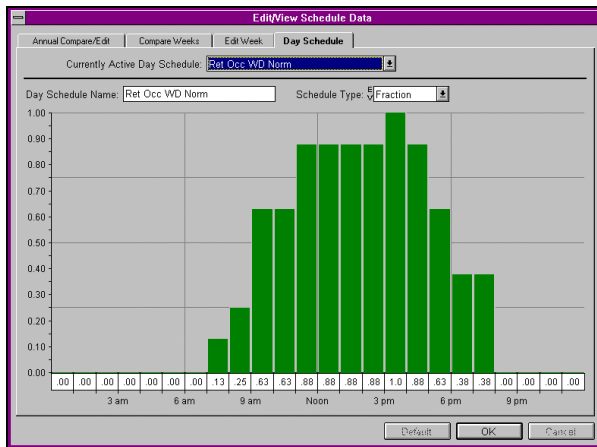 Edit/View Schedule Data
Annual Compare/Edit Compare Weeks Edit Week Day Schedule
Currently Active Day Schedule: Ret Occ WD Norm
Day Schedule Name: Ret Occ WD Norm Schedule Type: E V Fraction
1.00
0.90
0.80
0.70
0.60
0.50
0.40
0.30
0.20
0.10
0.00
.00 .00 .00 .00 .00 .00 .00 .13 .25 .63 .63 .88 .88 .88 .88 1.0 .88 .63 .38 .38 .00 .00 .00 .00
3 am 6 am 9 am Noon 3 pm 6 pm 9 pm
Default OK Cancel